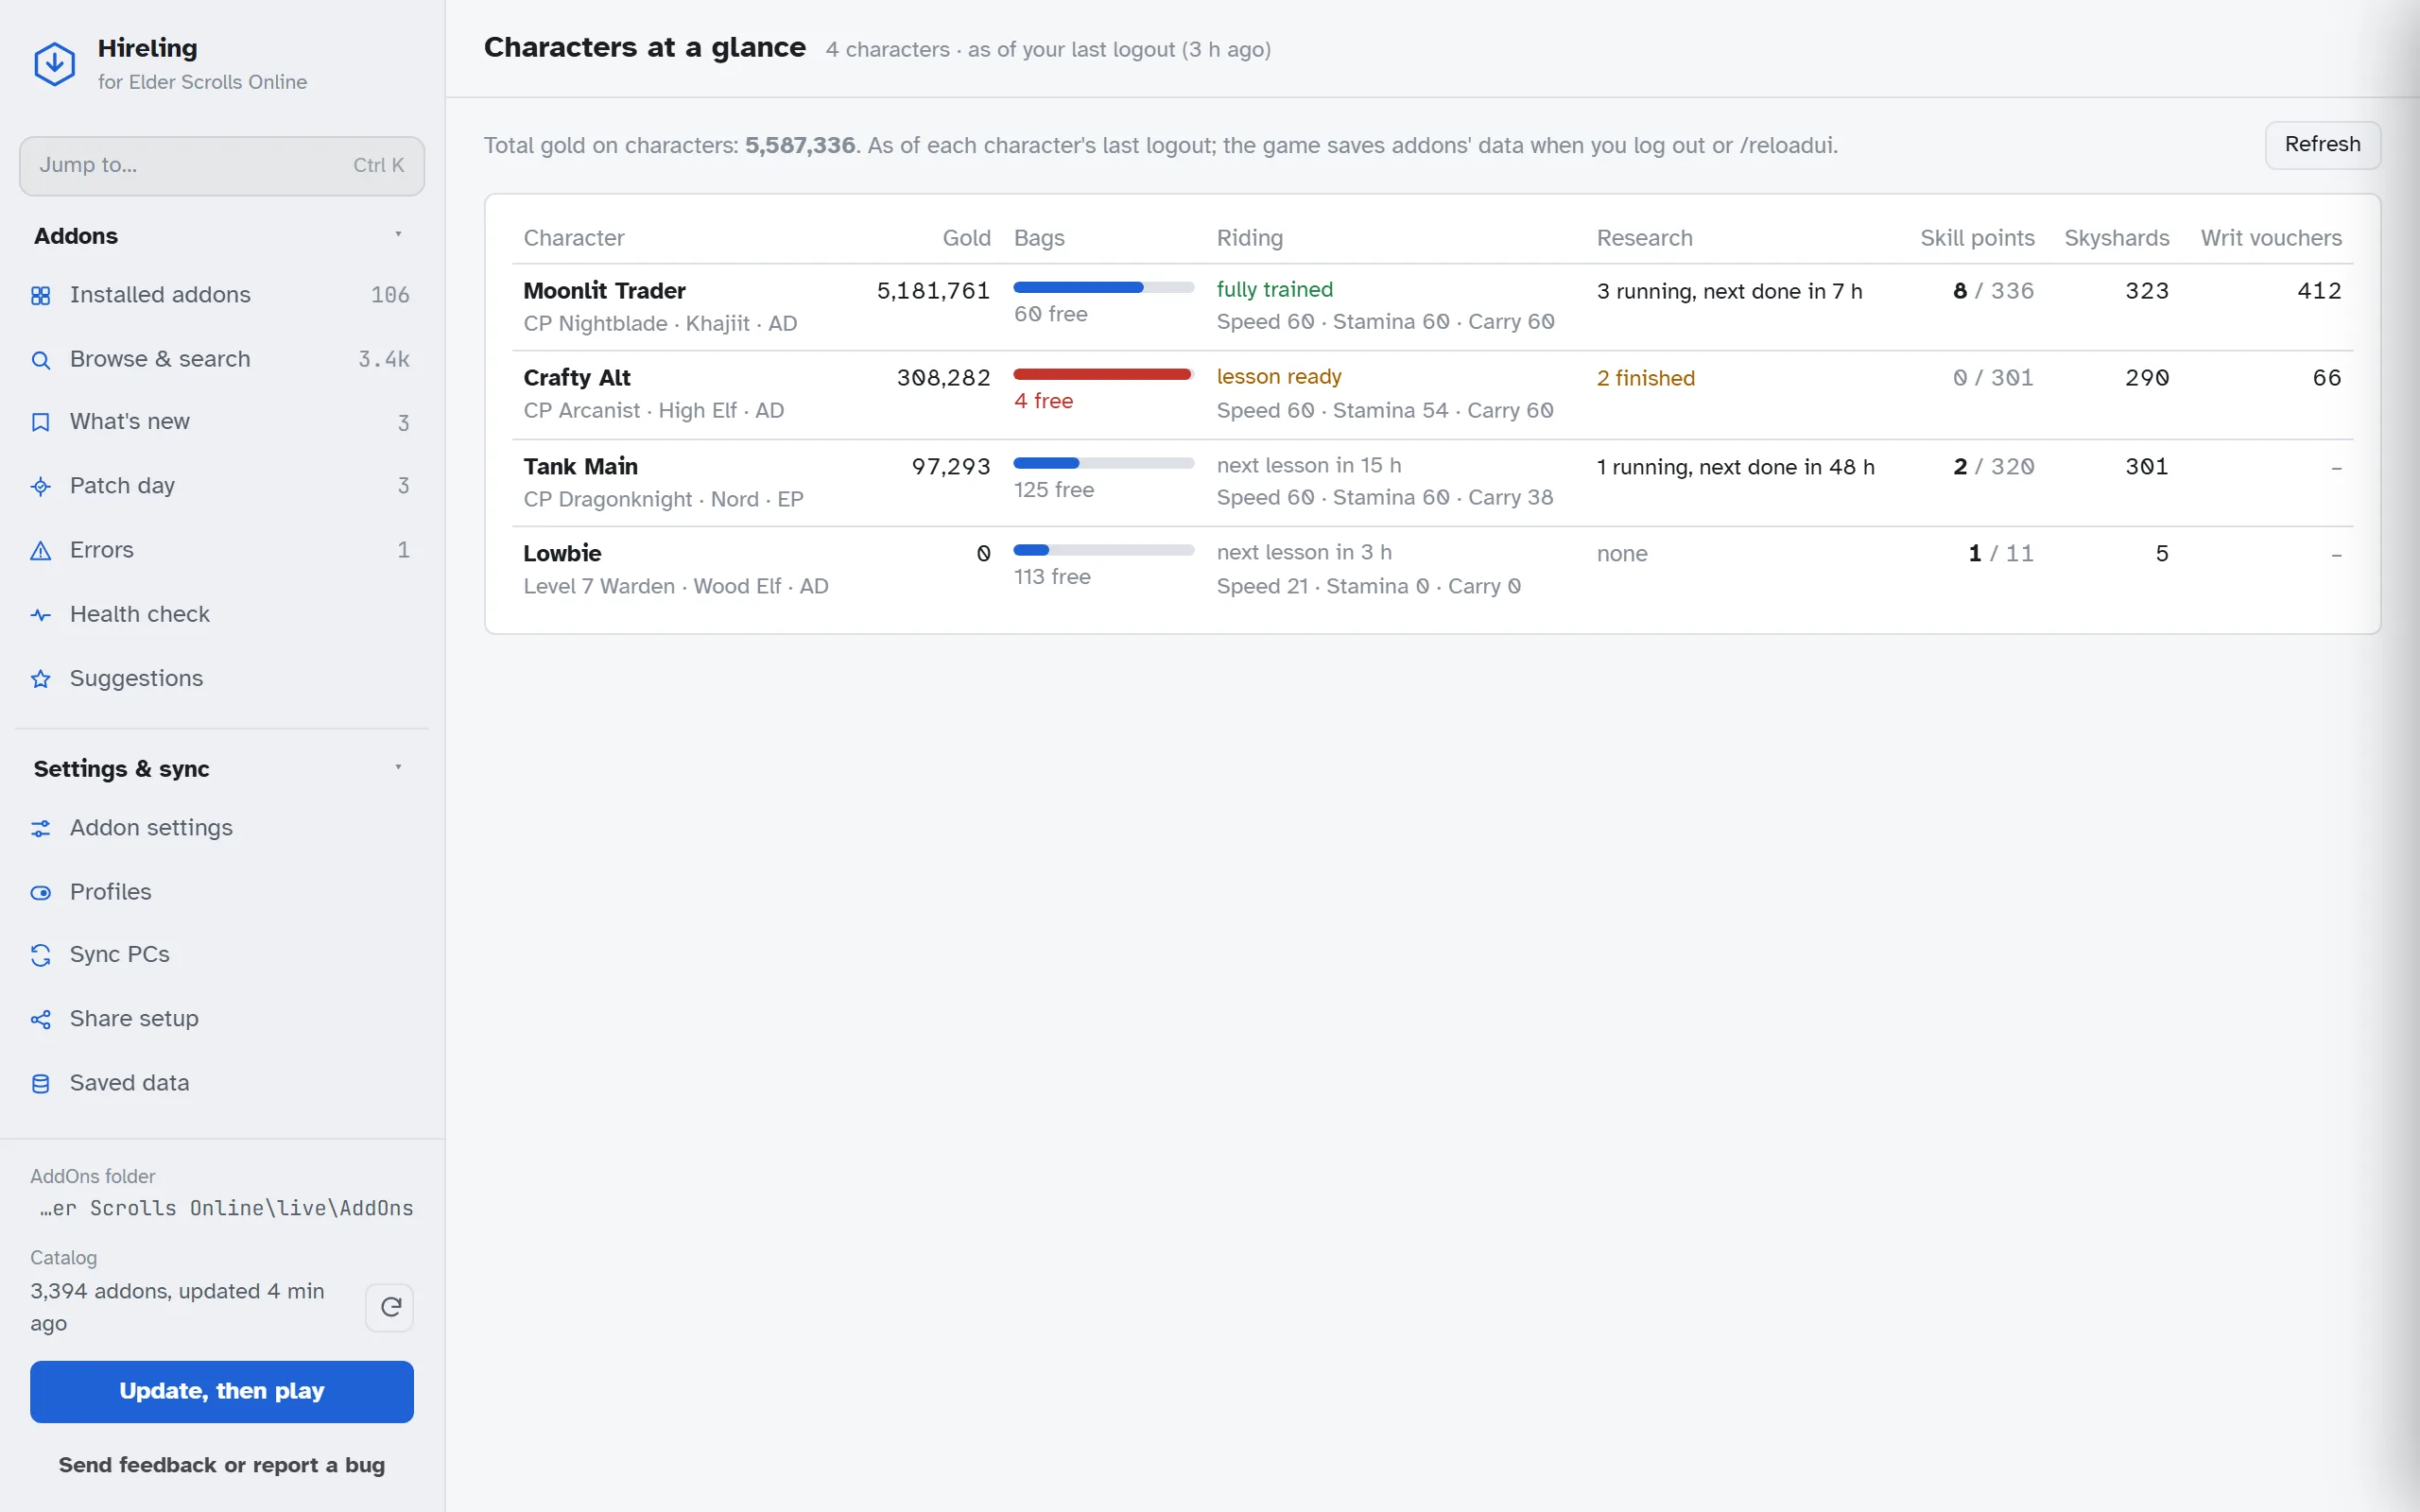 Hireling
for Elder Scrolls Online
Jump to... Ctrl K
Addons
Installed addons 106
Browse & search 3.4k
What's new 3
Patch day 3
Errors 1
Health check
Suggestions
Settings & sync
Addon settings
Profiles
Sync PCs
Share setup
Saved data
AddOns folder
…er Scrolls Online\live\AddOns
Catalog
3,394 addons, updated 4 min
ago
Update, then play
Send feedback or report a bug
Characters at a glance 4 characters · as of your last logout (3 h ago)
Total gold on characters: 5,587,336. As of each character's last logout; the game saves addons' data when you log out or /reloadui.
Refresh
Character Gold Bags Riding Research Skill points Skyshards Writ vouchers
Moonlit Trader 5,181,761 fully trained 3 running, next done in 7 h 8 / 336 323 412
CP Nightblade · Khajiit · AD 60 free Speed 60 · Stamina 60 · Carry 60
Crafty Alt 308,282 lesson ready 2 finished 0 / 301 290 66
CP Arcanist · High Elf · AD 4 free Speed 60 · Stamina 54 · Carry 60
Tank Main 97,293 next lesson in 15 h 1 running, next done in 48 h 2 / 320 301 –
CP Dragonknight · Nord · EP 125 free Speed 60 · Stamina 60 · Carry 38
Lowbie 0 next lesson in 3 h none 1 / 11 5 –
Level 7 Warden · Wood Elf · AD 113 free Speed 21 · Stamina 0 · Carry 0